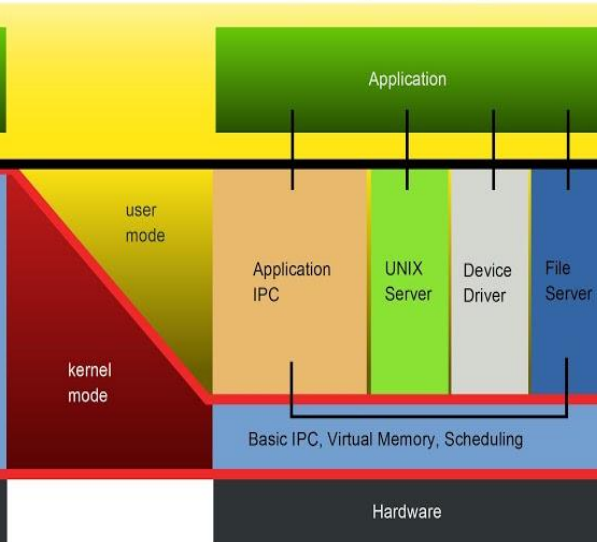 Application
user
mode
Application
IPC
UNIX
Server
Device
Driver
File
Server
kernel
mode
Basic IPC, Virtual Memory, Scheduling
Hardware